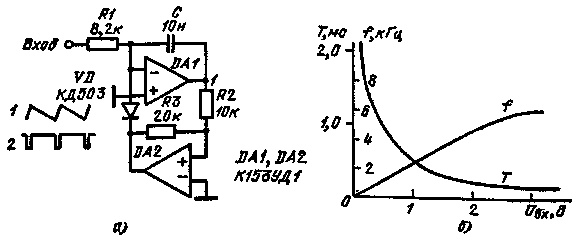 R1
8,2к
C
10н
Вход
DA1
1
VD
КД503
R3
20к
R2
10к
1
2
DA2
DA1, DA2
К153УД1
а)
T, мс
f, кГц
2,0
8
6
1,0
4
2
f
T
0
1
2
Uвх, В
б)